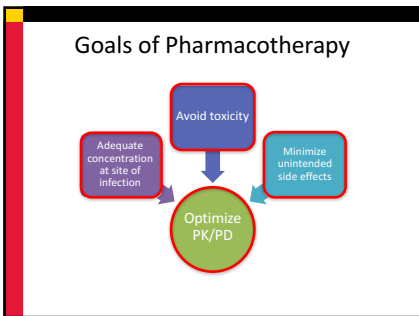 Goals of Pharmacotherapy
Avoid toxicity
Adequate
concentration
at site of
infection
Minimize
unintended
side effects
Optimize
PK/PD